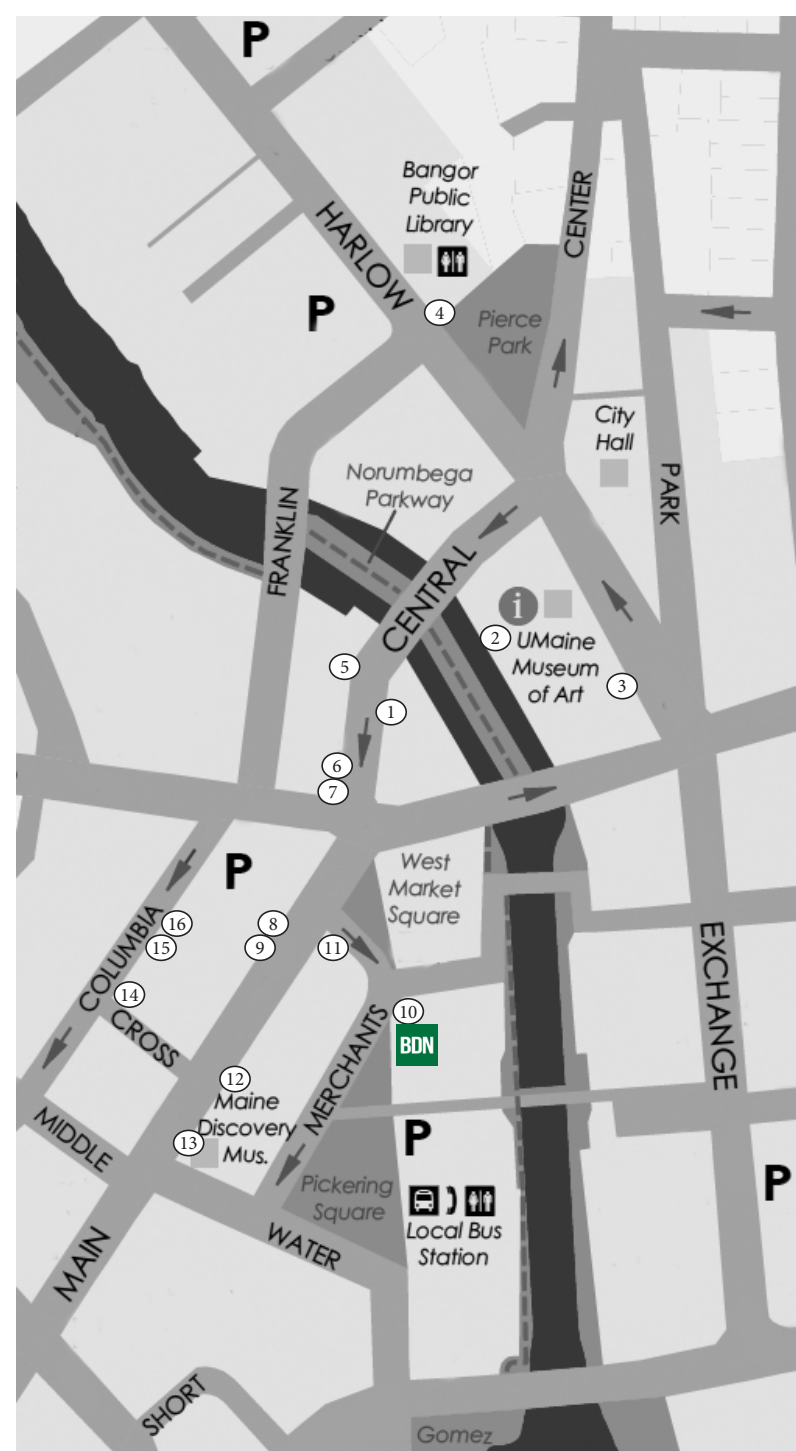 P
Bangor
Public
Library
HARLOW
CENTER
P
4
Pierce
Park
City
Hall
PARK
Norumbega
Parkway
FRANKLIN
CENTRAL
i
2
UMaine
Museum
of Art
3
5
1
6
7
P
West
Market
Square
COLUMBIA
16
15
8
9
11
14
CROSS
10
BDN
EXCHANGE
MERCHANTS
12
Maine
Discovery
Mus.
13
MIDDLE
P
P
Pickering
Square
Local Bus
Station
WATER
MAIN
SHORT
Gomez